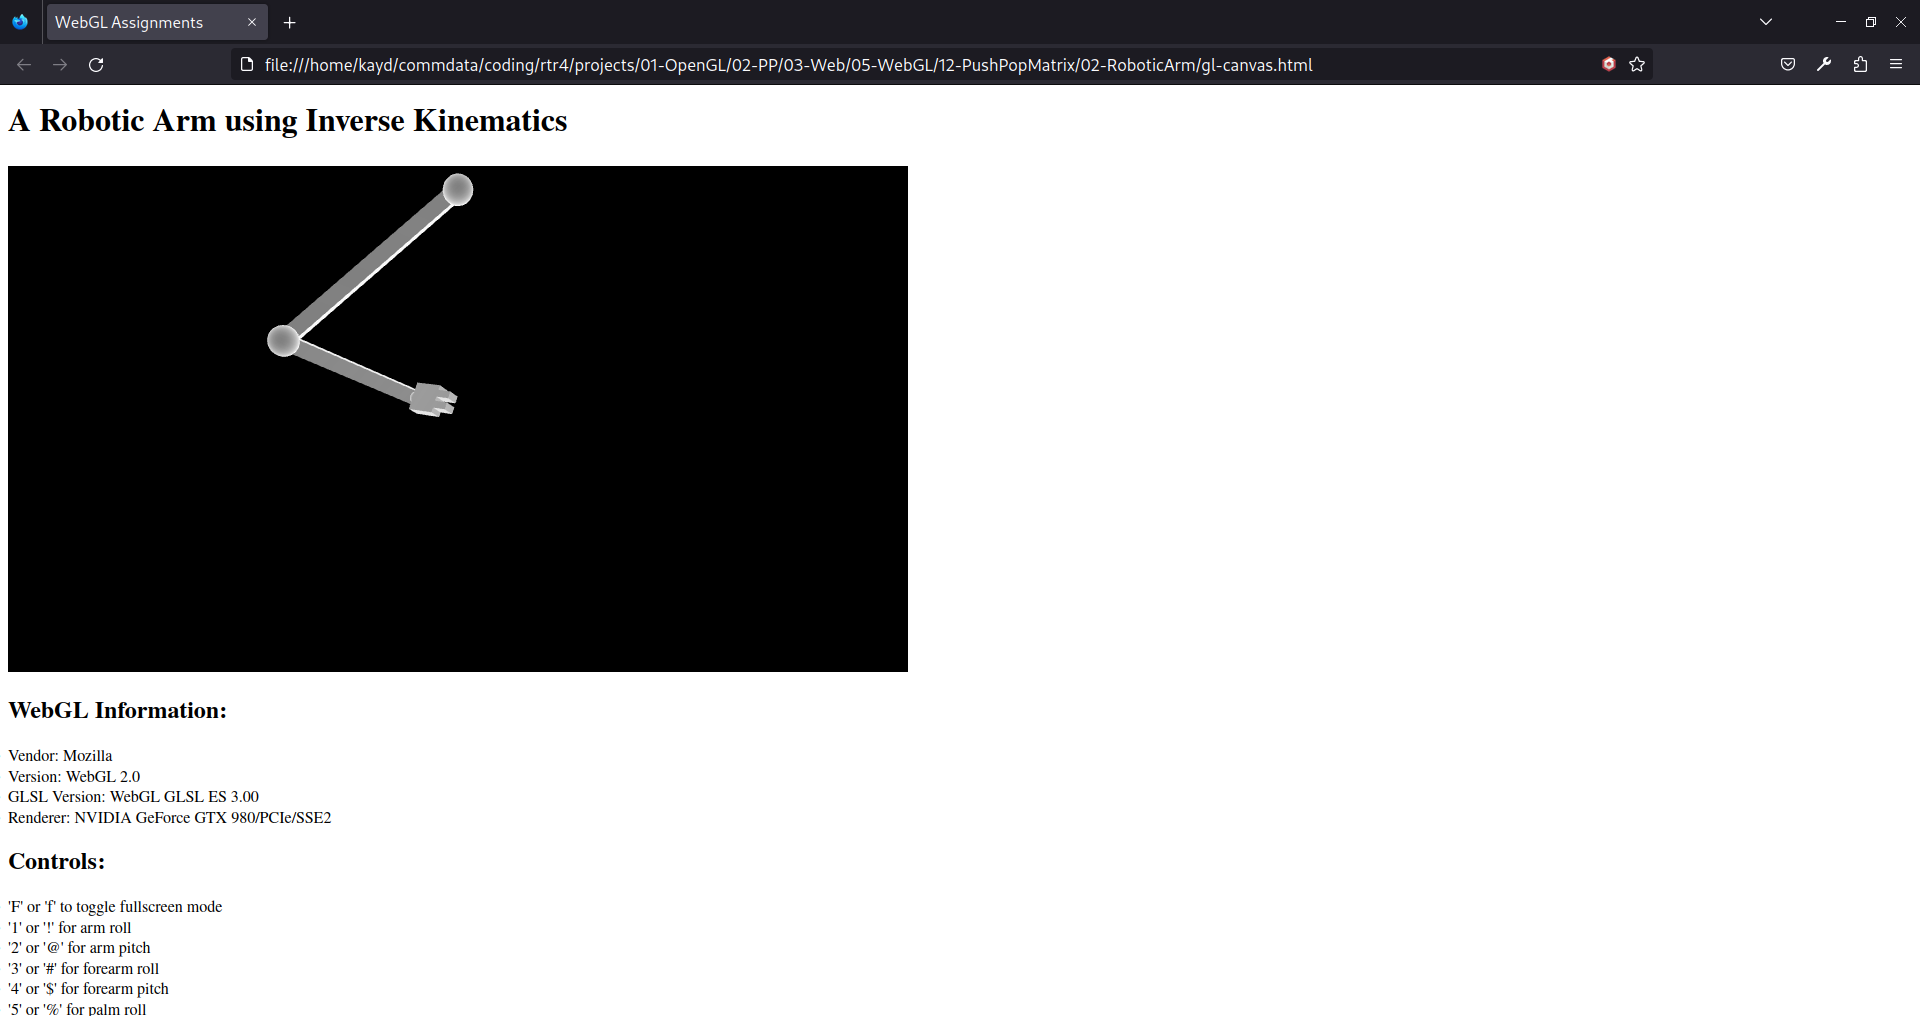 WebGL Assignments
file:///home/kayd/commdata/coding/rtr4/projects/01-OpenGL/02-PP/03-Web/05-WebGL/12-PushPopMatrix/02-RoboticArm/gl-canvas.html
A Robotic Arm using Inverse Kinematics
WebGL Information:
Vendor: Mozilla
Version: WebGL 2.0
GLSL Version: WebGL GLSL ES 3.00
Renderer: NVIDIA GeForce GTX 980/PCIe/SSE2
Controls:
'F' or 'f' to toggle fullscreen mode
'1' or '!' for arm roll
'2' or '@' for arm pitch
'3' or '#' for forearm roll
'4' or '$' for forearm pitch
'5' or '%' for palm roll